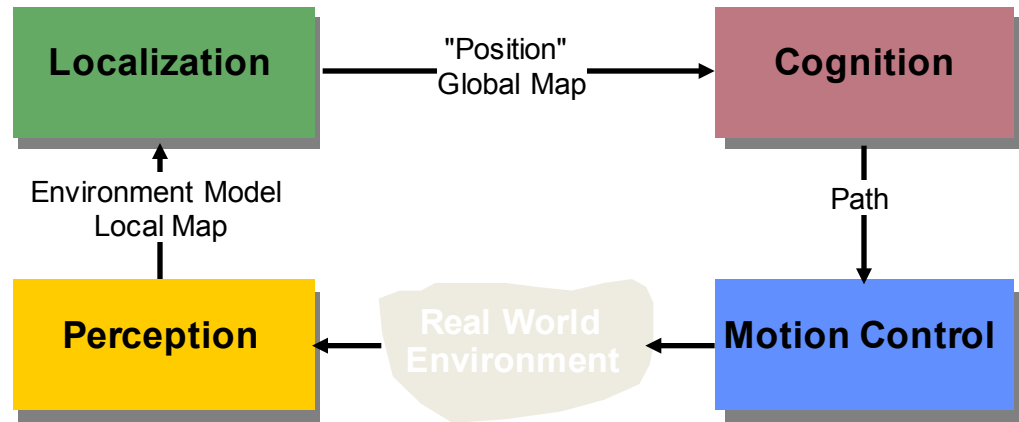 Localization
"Position"
Global Map
Cognition
Environment Model
Local Map
Path
Perception
Real World
Environment
Motion Control